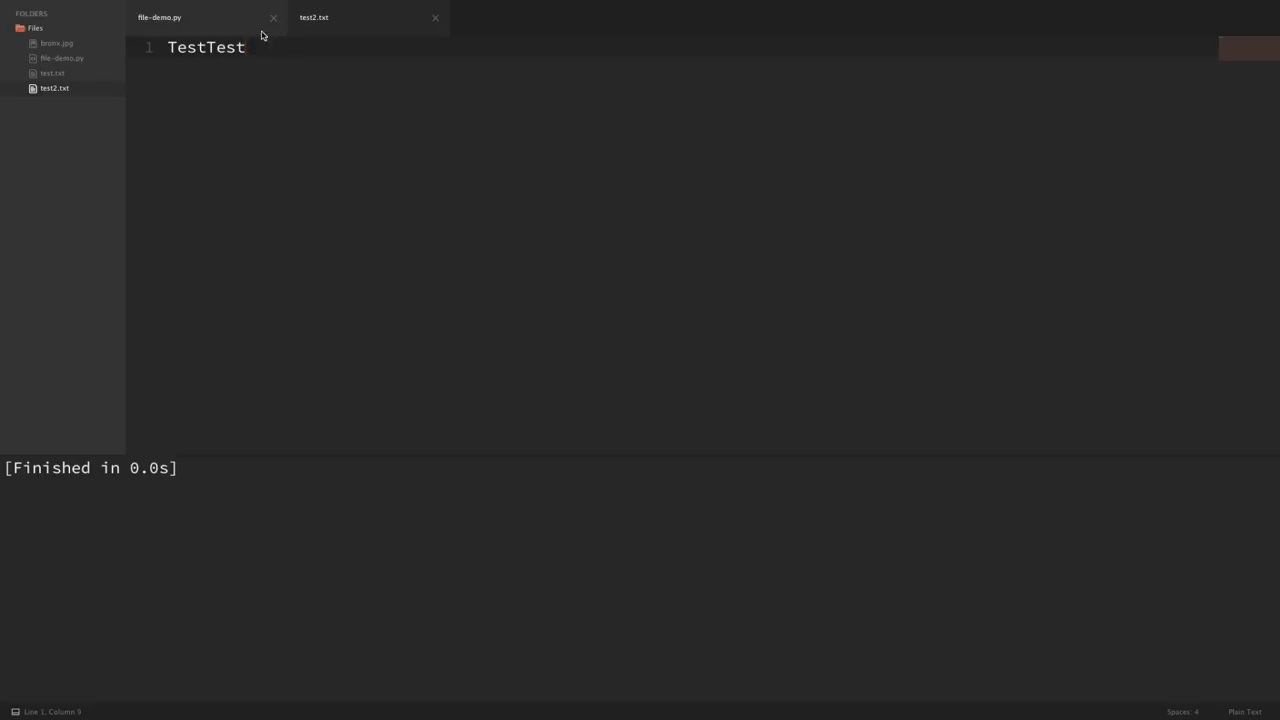 FOLDERS
Files
bronx.jpg
file-demo.py
test.txt
test2.txt
file-demo.py
test2.txt
1 TestTest
[Finished in 0.0s]
Line 1, Column 9
Spaces: 4
Plain Text